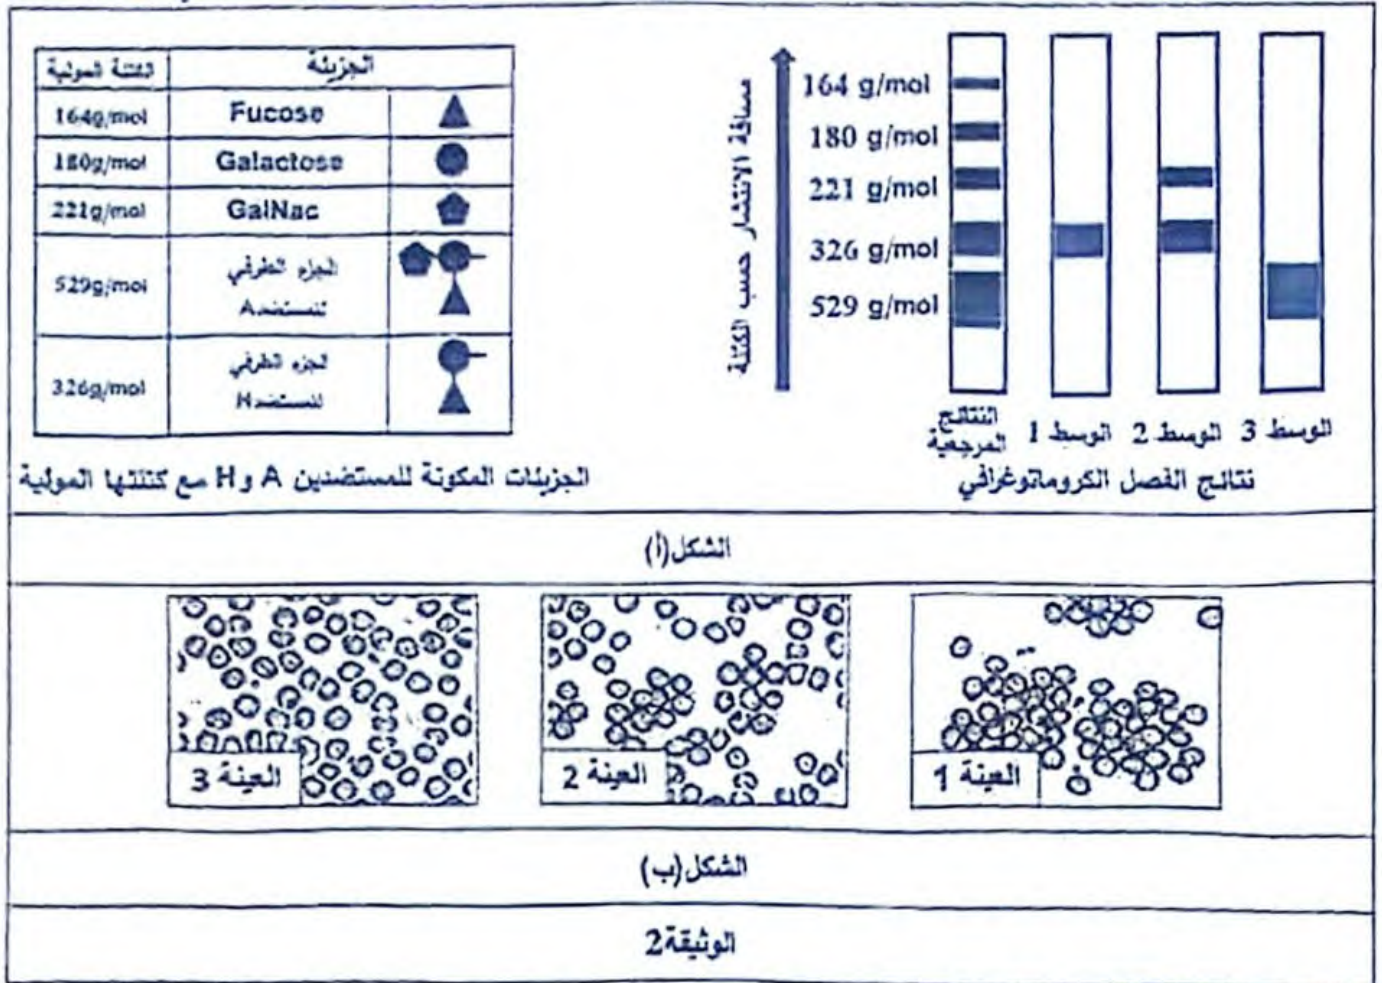 الكتلة المولية
الجزيئة
164g/mol
Fucose
180g/mol
Galactose
221g/mol
GalNac
529g/mol
الجزء الطرفي
للمستضد A
326g/mol
الجزء الطرفي
للمستضد H
الجزيئات المكونة للمستضدين A و H مع كتلتها المولية
مسافة الانتشار حسب الكتلة
164 g/mol
180 g/mol
221 g/mol
326 g/mol
529 g/mol
النتائج
المرجعية
الوسط 1
الوسط 2
الوسط 3
نتائج الفصل الكروماتوغرافي
الشكل(أ)
العينة 1
العينة 2
العينة 3
الشكل(ب)
الوثيقة2